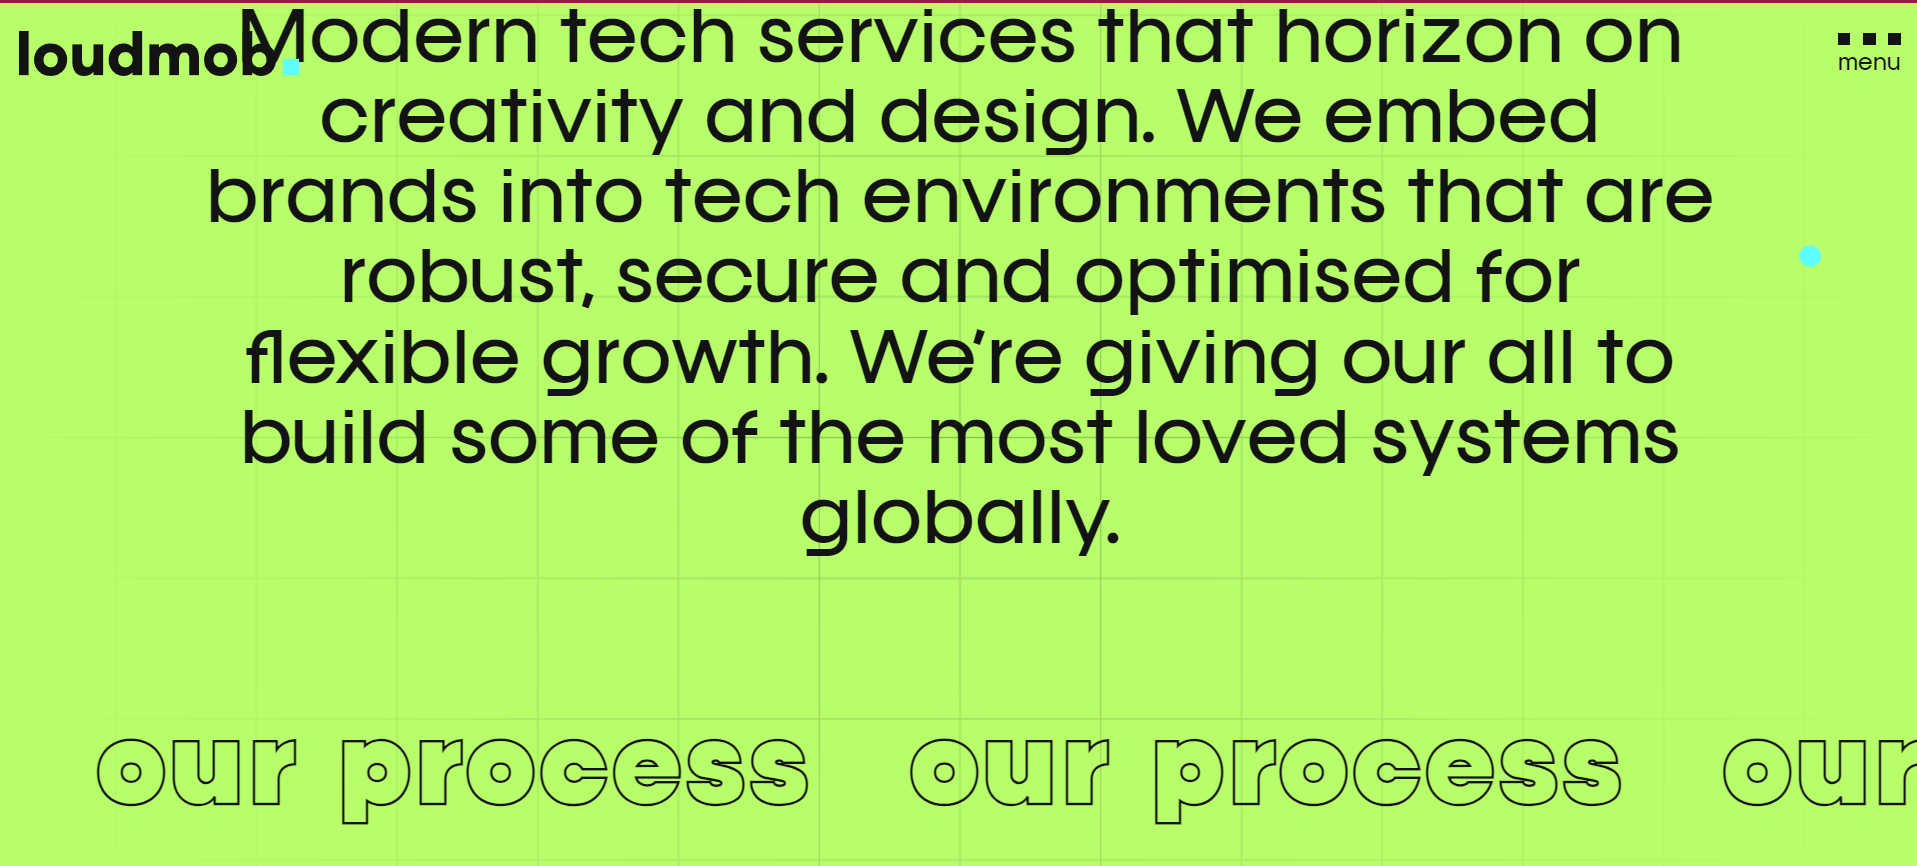 loudmob
menu
Modern tech services that horizon on
creativity and design. We embed
brands into tech environments that are
robust, secure and optimised for
flexible growth. We’re giving our all to
build some of the most loved systems
globally.
our process our process our